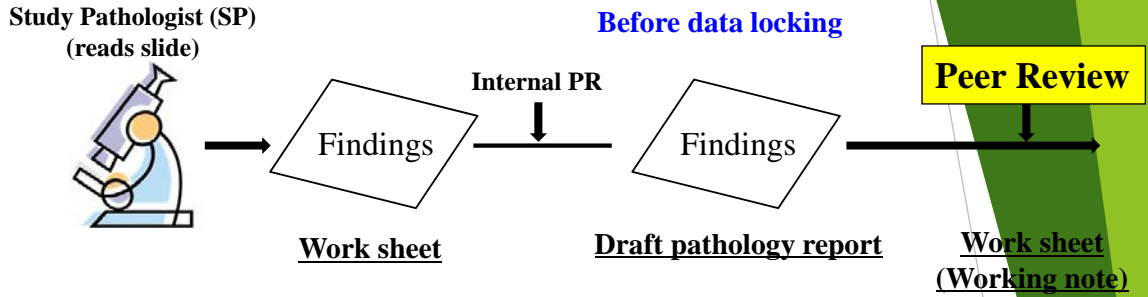 Study Pathologist (SP)
(reads slide)
Before data locking
Internal PR
Peer Review
Findings
Findings
Work sheet
Draft pathology report
Work sheet
(Working note)